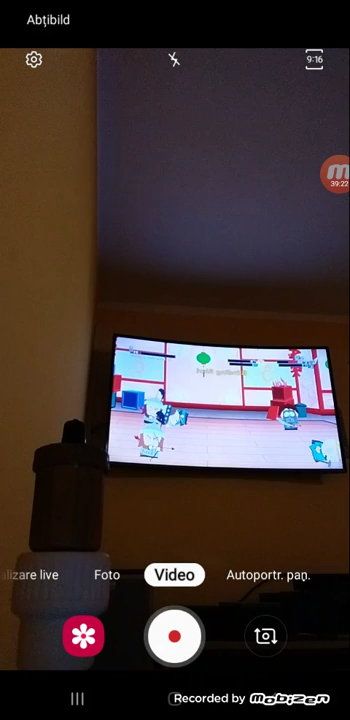 Abțibild
9:16
39:22
alizare live
Foto
Video
Autoportr. pan.
Recorded by mobizen